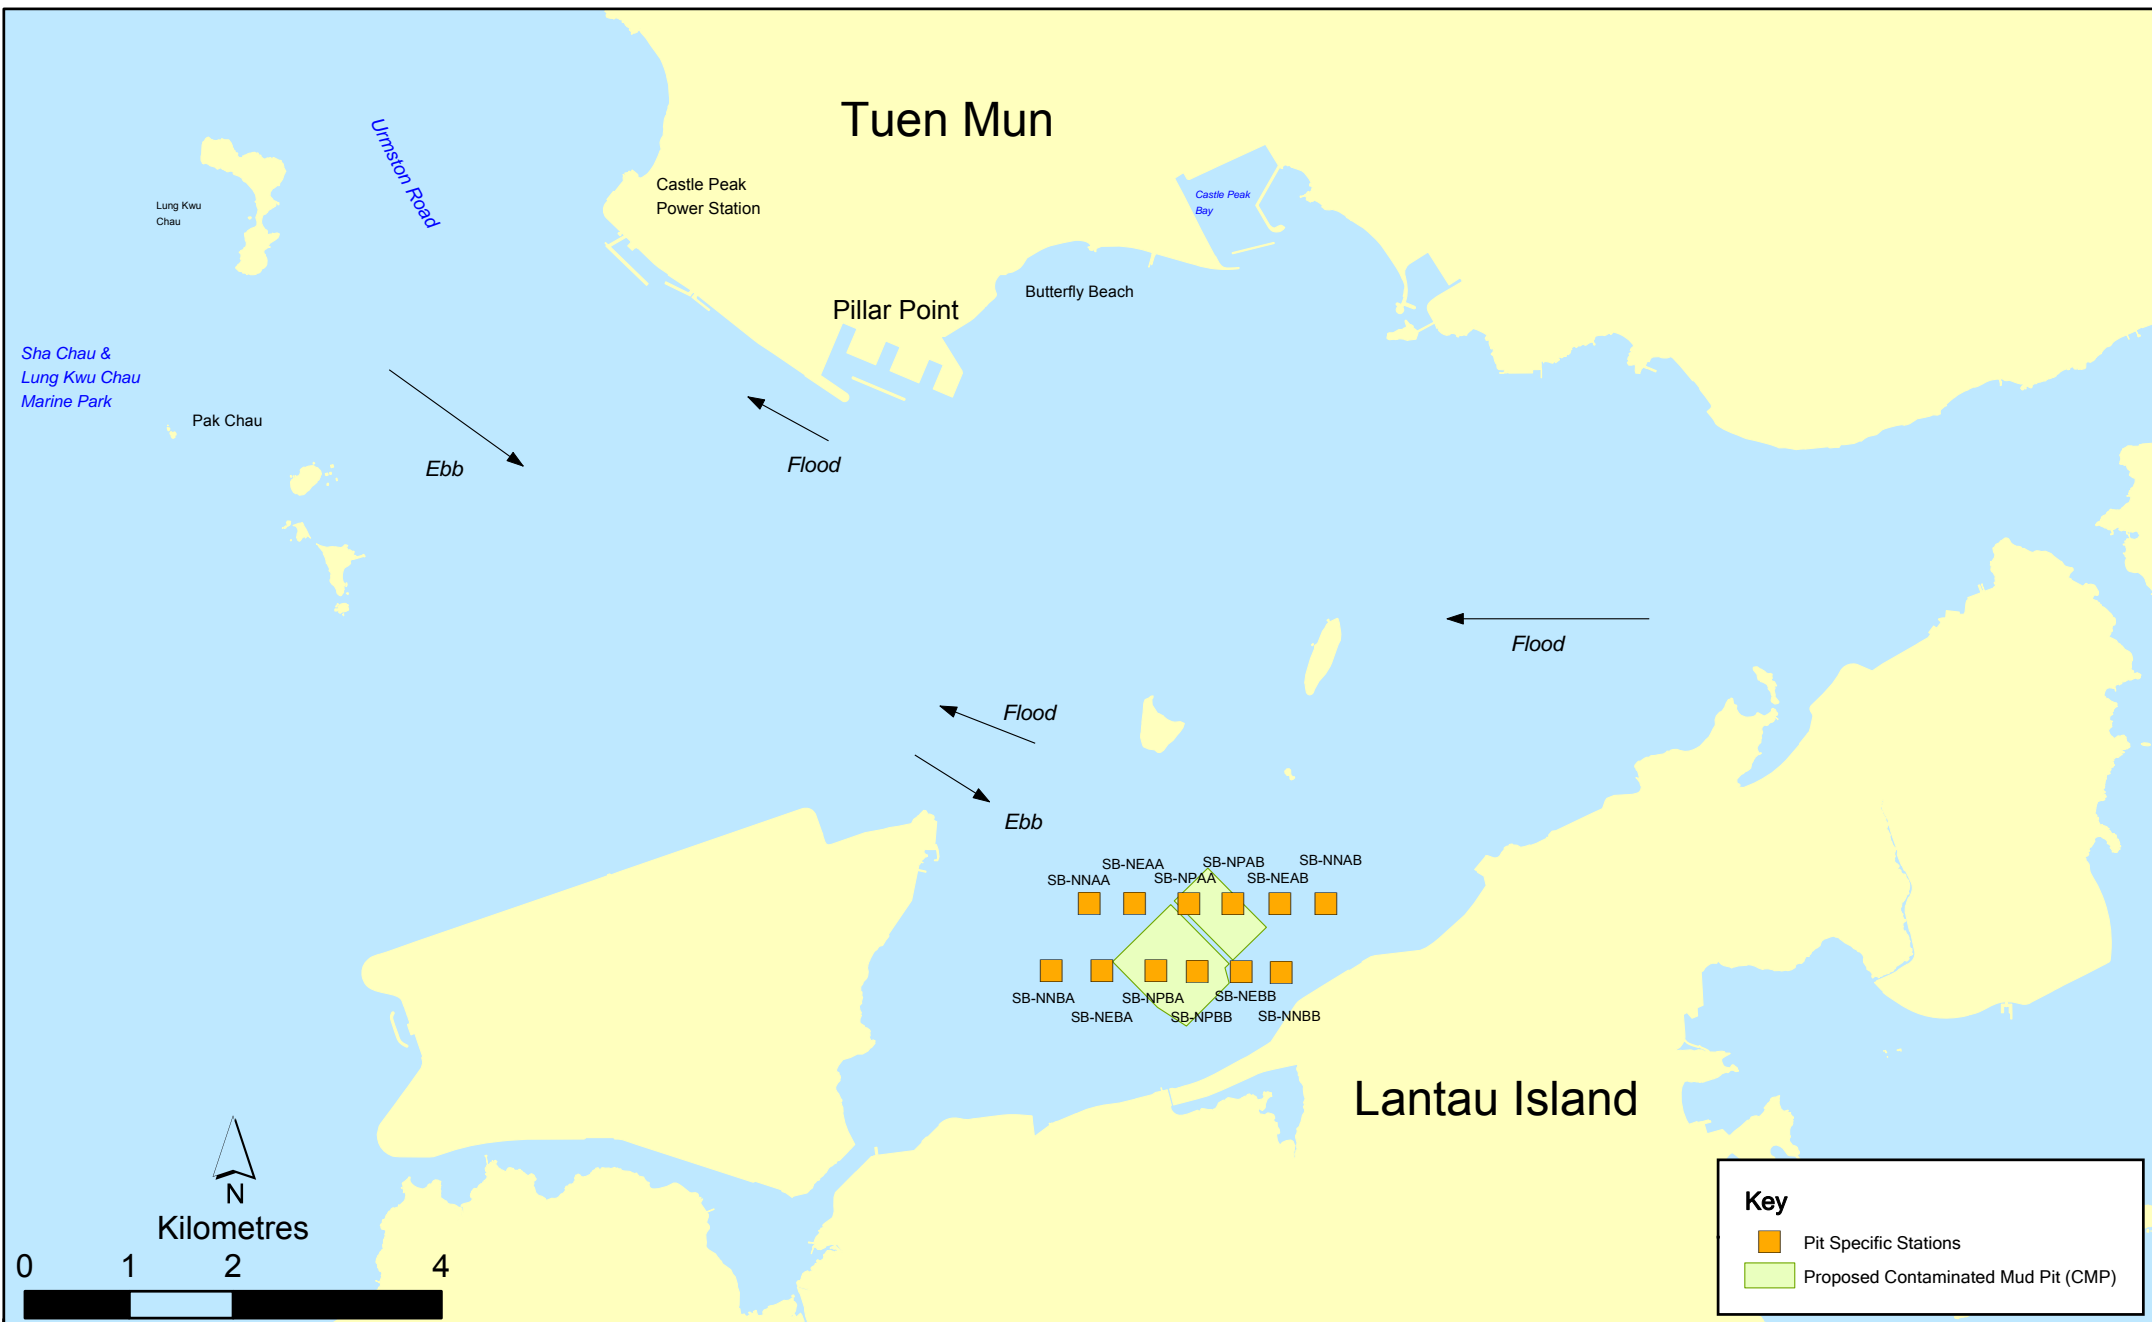 Tuen Mun
Urmston Road
Castle Peak
Power Station
Castle Peak
Bay
Lung Kwu
Chau
Butterfly Beach
Pillar Point
Sha Chau &
Lung Kwu Chau
Marine Park
Pak Chau
Ebb
Flood
Flood
Flood
Ebb
SB-NNAA
SB-NEAA
SB-NPAA
SB-NPAB
SB-NEAB
SB-NNAB
SB-NNBA
SB-NEBA
SB-NPBA
SB-NPBB
SB-NEBB
SB-NNBB
Lantau Island
N
Kilometres
0 1 2 4
Key
Pit Specific Stations
Proposed Contaminated Mud Pit (CMP)